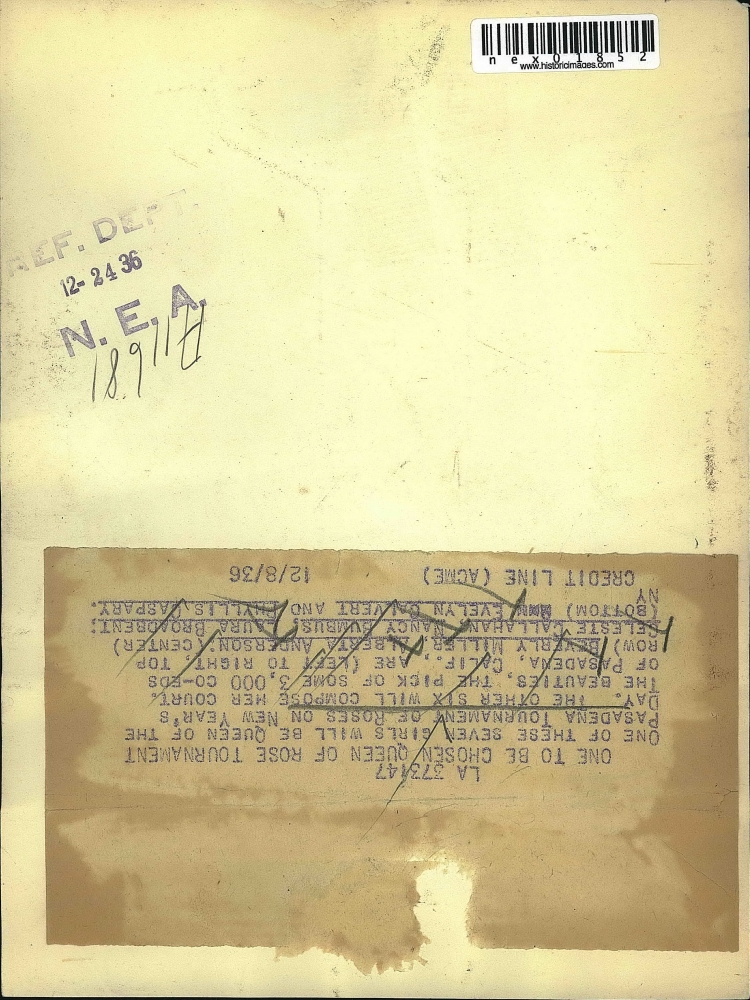 nex01852
www.historicimages.com
REF. DEPT.
12-24 36
N. E. A.
LA 373147
ONE TO BE CHOSEN QUEEN OF ROSE TOURNAMENT
ONE OF THESE SEVEN GIRLS WILL BE QUEEN OF THE
PASADENA TOURNAMENT OF ROSES ON NEW YEAR'S
DAY. THE OTHER SIX WILL COMPOSE HER COURT.
THE BEAUTIES, THE PICK OF SOME 3,000 CO-EDS
OF PASADENA, CALIF., ARE (LEFT TO RIGHT, TOP
ROW) BEVERLY MILLER, ALBERTA ANDERSON, (CENTER)
CELESTE CALLAHAN, NANCY BUMBUS, LAURA BROADBENT;
(BOTTOM) EVELYN CALVERT AND PHYLLIS GASPARY.
NY
CREDIT LINE (ACME) 12/8/36